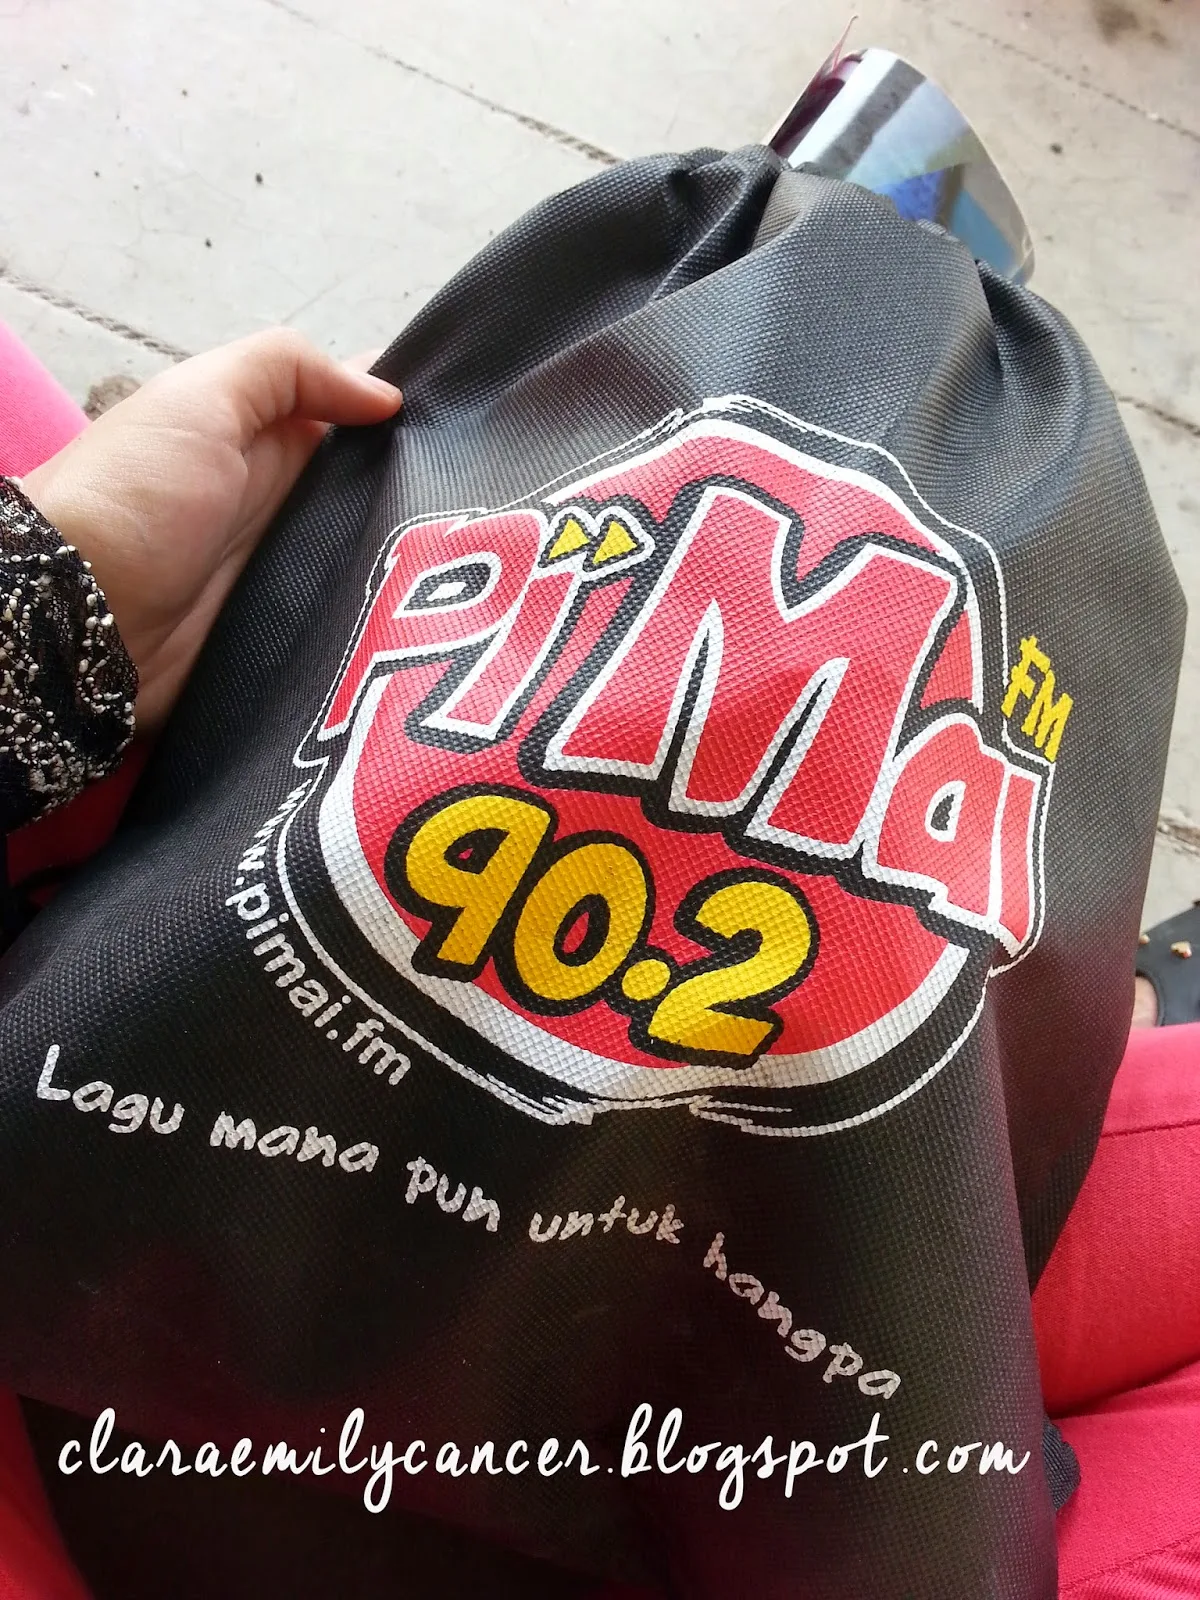 PiMai
FM
90.2
www.pimai.fm
Lagu mana pun untuk hangpa
claraemilycancer.blogspot.com